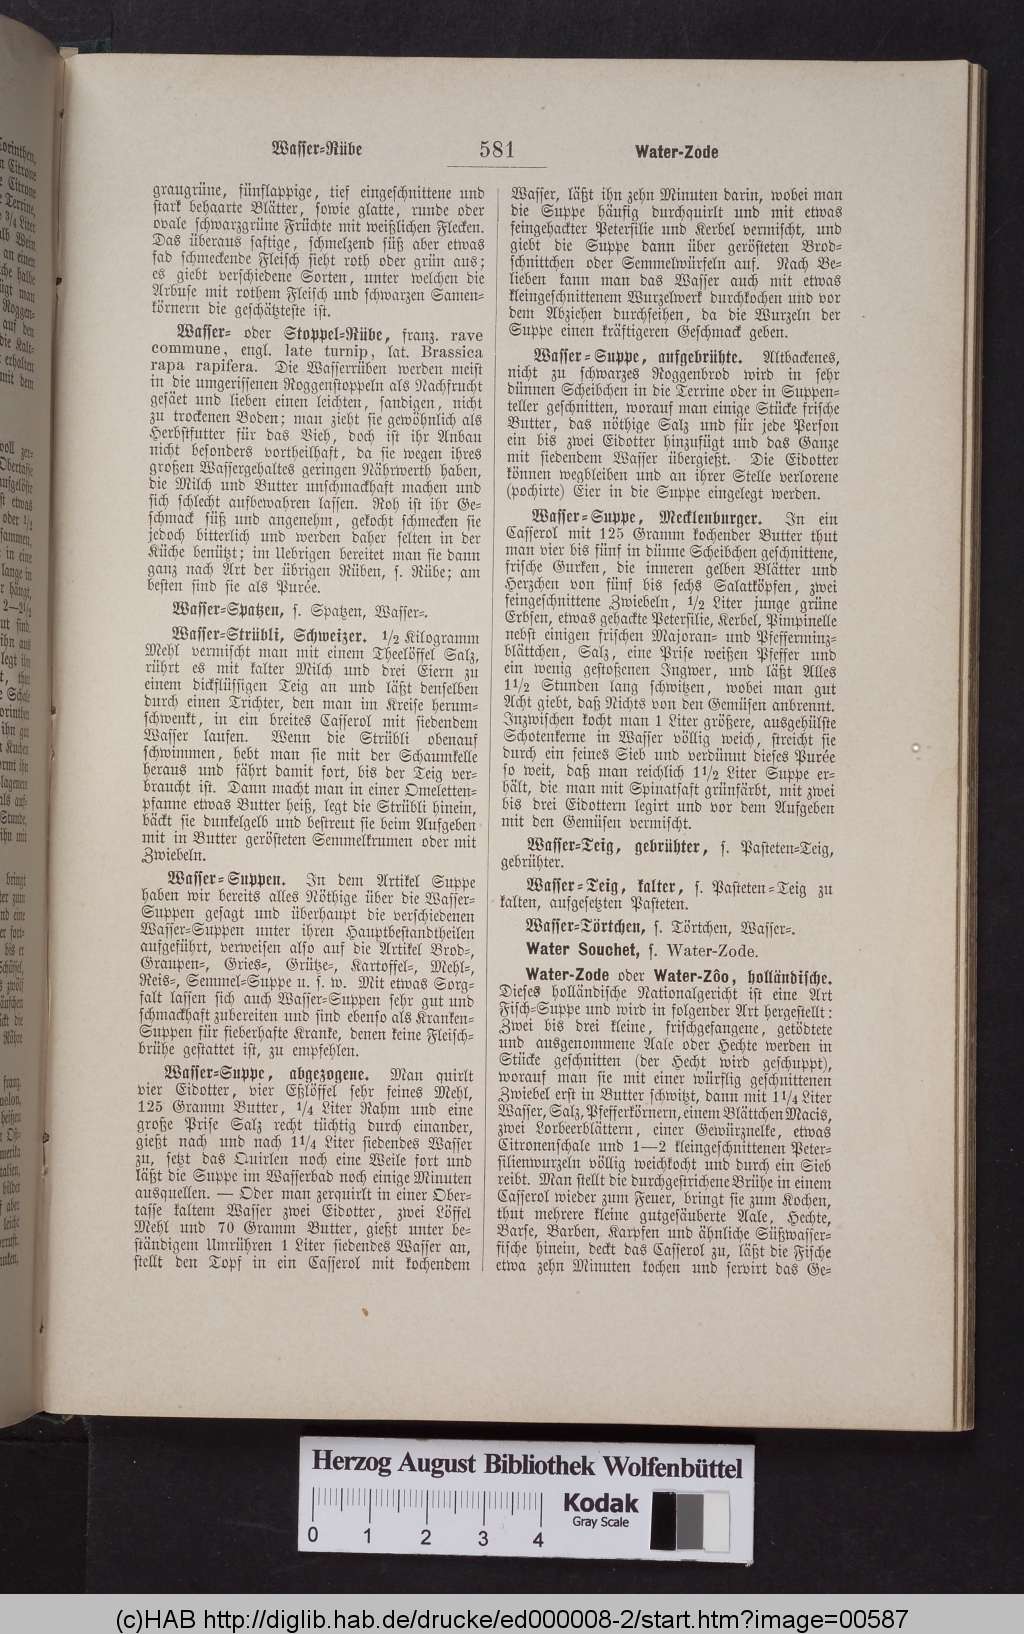 Wasser-Rübe 581 Water-Zode
graugrüne, fünflappige, tief eingeschnittene und
stark behaarte Blätter, sowie glatte, runde oder
ovale schwarzgrüne Früchte mit weißlichen Flecken.
Das überaus saftige, schmelzend süß aber etwas
fad schmeckende Fleisch sieht roth oder grün aus;
es giebt verschiedene Sorten, unter welchen die
Arbuse mit rothem Fleisch und schwarzen Samen-
körnern die geschätzteste ist.
Wasser- oder Stoppel-Rübe, franz. rave
commune, engl. late turnip, lat. Brassica
rapa rapifera. Die Wasserrüben werden meist
in die umgerissenen Roggenstoppeln als Nachfrucht
gesäet und lieben einen leichten, sandigen, nicht
zu trockenen Boden; man zieht sie gewöhnlich als
Herbstfutter für das Vieh, doch ist ihr Anbau
nicht besonders vortheilhaft, da sie wegen ihres
großen Wassergehaltes geringen Nährwerth haben,
die Milch und Butter unschmackhaft machen und
sich schlecht aufbewahren lassen. Roh ist ihr Ge-
schmack süß und angenehm, gekocht schmecken sie
jedoch bitterlich und werden daher selten in der
Küche benützt; im Uebrigen bereitet man sie dann
ganz nach Art der übrigen Rüben, s. Rübe; am
besten sind sie als Purée.
Wasser-Spatzen, s. Spatzen, Wasser-.
Wasser-Strübli, Schweizer. 1/2 Kilogramm
Mehl vermischt man mit einem Theelöffel Salz,
rührt es mit kalter Milch und drei Eiern zu
einem dickflüssigen Teig an und läßt denselben
durch einen Trichter, den man im Kreise herum-
schwenkt, in ein breites Casserol mit siedendem
Wasser laufen. Wenn die Strübli obenauf
schwimmen, hebt man sie mit der Schaumkelle
heraus und fährt damit fort, bis der Teig ver-
braucht ist. Dann macht man in einer Omeletten-
pfanne etwas Butter heiß, legt die Strübli hinein,
bäckt sie dunkelgelb und bestreut sie beim Aufgeben
mit in Butter gerösteten Semmelkrumen oder mit
Zwiebeln.
Wasser-Suppen. In dem Artikel Suppe
haben wir bereits alles Nöthige über die Wasser-
Suppen gesagt und überhaupt die verschiedenen
Wasser-Suppen unter ihren Hauptbestandtheilen
aufgeführt, verweisen also auf die Artikel Brod-,
Graupen-, Gries-, Grütze-, Kartoffel-, Mehl-,
Reis-, Semmel-Suppe u. s. w. Mit etwas Sorg-
falt lassen sich auch Wasser-Suppen sehr gut und
schmackhaft zubereiten und sind ebenso als Kranken-
Suppen für fieberhafte Kranke, denen keine Fleisch-
brühe gestattet ist, zu empfehlen.
Wasser-Suppe, abgezogene. Man quirlt
vier Eidotter, vier Eßlöffel sehr feines Mehl,
125 Gramm Butter, 1/4 Liter Rahm und eine
große Prise Salz recht tüchtig durch einander,
gießt nach und nach 1 1/4 Liter siedendes Wasser
zu, setzt das Quirlen noch eine Weile fort und
läßt die Suppe im Wasserbad noch einige Minuten
ausquellen. — Oder man zerquirlt in einer Ober-
tasse kaltem Wasser zwei Eidotter, zwei Löffel
Mehl und 70 Gramm Butter, gießt unter be-
ständigem Umrühren 1 Liter siedendes Wasser an,
stellt den Topf in ein Casserol mit kochendem
Wasser, läßt ihn zehn Minuten darin, wobei man
die Suppe häufig durchquirlt und mit etwas
feingehackter Petersilie und Kerbel vermischt, und
giebt die Suppe dann über gerösteten Brod-
schnittchen oder Semmelwürfeln auf. Nach Be-
lieben kann man das Wasser auch mit etwas
kleingeschnittenem Wurzelwerk durchkochen und vor
dem Abziehen durchseihen, da die Wurzeln der
Suppe einen kräftigeren Geschmack geben.
Wasser-Suppe, aufgebrühte. Altbackenes,
nicht zu schwarzes Roggenbrod wird in sehr
dünnen Scheibchen in die Terrine oder in Suppen-
teller geschnitten, worauf man einige Stücke frische
Butter, das nöthige Salz und für jede Person
ein bis zwei Eidotter hinzufügt und das Ganze
mit siedendem Wasser übergießt. Die Eidotter
können wegbleiben und an ihrer Stelle verlorene
(pochirte) Eier in die Suppe eingelegt werden.
Wasser-Suppe, Mecklenburger. In ein
Casserol mit 125 Gramm kochender Butter thut
man vier bis fünf in dünne Scheibchen geschnittene,
frische Gurken, die inneren gelben Blätter und
Herzchen von fünf bis sechs Salatköpfen, zwei
feingeschnittene Zwiebeln, 1/2 Liter junge grüne
Erbsen, etwas gehackte Petersilie, Kerbel, Pimpinelle
nebst einigen frischen Majoran- und Pfefferminz-
blättchen, Salz, eine Prise weißen Pfeffer und
ein wenig gestoßenen Ingwer, und läßt Alles
1 1/2 Stunden lang schwitzen, wobei man gut
Acht giebt, daß Nichts von den Gemüsen anbrennt.
Inzwischen kocht man 1 Liter größere, ausgehülste
Schotenkerne in Wasser völlig weich, streicht sie
durch ein feines Sieb und verdünnt dieses Purée
so weit, daß man reichlich 1 1/2 Liter Suppe er-
hält, die man mit Spinatsaft grünfärbt, mit zwei
bis drei Eidottern legirt und vor dem Aufgeben
mit den Gemüsen vermischt.
Wasser-Teig, gebrühter, s. Pasteten-Teig,
gebrühter.
Wasser-Teig, kalter, s. Pasteten-Teig zu
kalten, aufgesetzten Pasteten.
Wasser-Törtchen, s. Törtchen, Wasser-.
Water Souchet, s. Water-Zode.
Water-Zode oder Water-Zôo, holländische.
Dieses holländische Nationalgericht ist eine Art
Fisch-Suppe und wird in folgender Art hergestellt:
Zwei bis drei kleine, frischgefangene, getödtete
und ausgenommene Aale oder Hechte werden in
Stücke geschnitten (der Hecht wird geschuppt),
worauf man sie mit einer würflig geschnittenen
Zwiebel erst in Butter schwitzt, dann mit 1 1/4 Liter
Wasser, Salz, Pfefferkörnern, einem Blättchen Macis,
zwei Lorbeerblättern, einer Gewürznelke, etwas
Citronenschale und 1—2 kleingeschnittenen Peter-
silienwurzeln völlig weichkocht und durch ein Sieb
reibt. Man stellt die durchgestrichene Brühe in einem
Casserol wieder zum Feuer, bringt sie zum Kochen,
thut mehrere kleine gutgesäuberte Aale, Hechte,
Barse, Barben, Karpfen und ähnliche Süßwasser-
fische hinein, deckt das Casserol zu, läßt die Fische
etwa zehn Minuten kochen und servirt das Ge-
Herzog August Bibliothek Wolfenbüttel
0 1 2 3 4
Kodak
Gray Scale
(c)HAB http://diglib.hab.de/drucke/ed000008-2/start.htm?image=00587